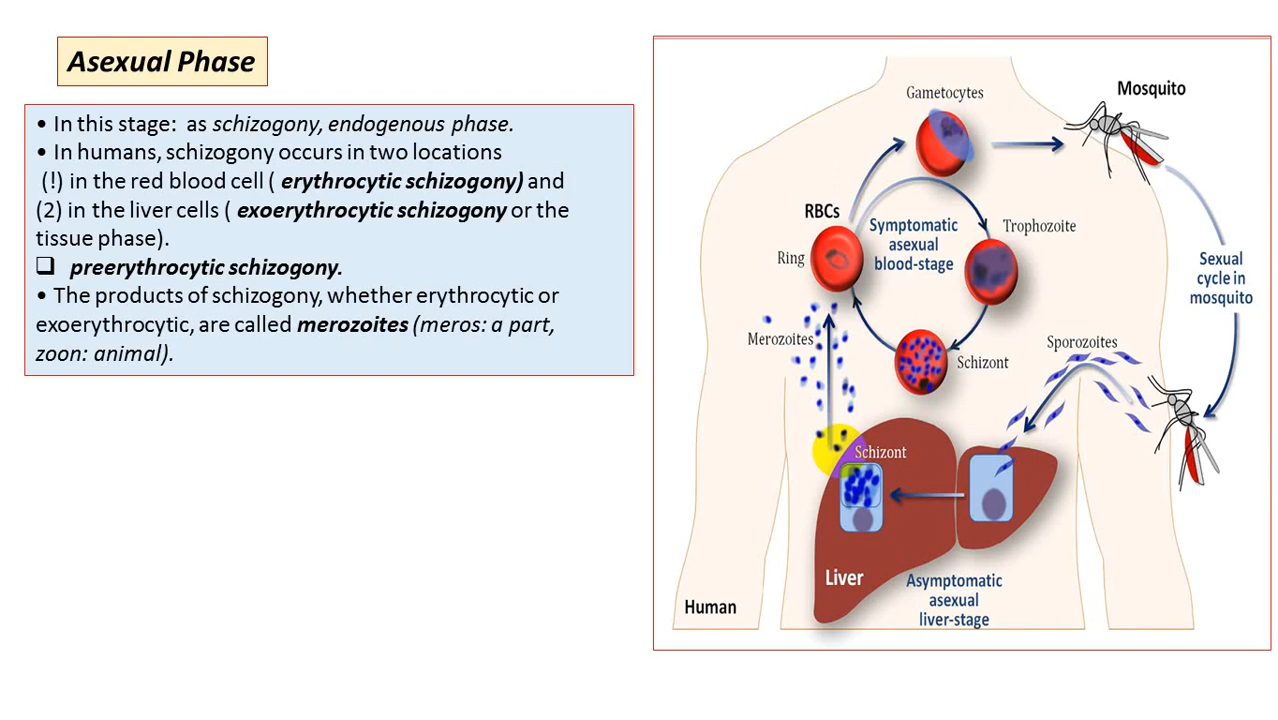 Asexual Phase
• In this stage:  as schizogony, endogenous phase.
• In humans, schizogony occurs in two locations
(!) in the red blood cell ( erythrocytic schizogony) and
(2) in the liver cells ( exoerythrocytic schizogony or the
tissue phase).
❑ preerythrocytic schizogony.
• The products of schizogony, whether erythrocytic or
exoerythrocytic, are called merozoites (meros: a part,
zoon: animal).
Gametocytes
Mosquito
RBCs
Symptomatic
asexual
blood-stage
Trophozoite
Ring
Sexual
cycle in
mosquito
Merozoites
Schizont
Sporozoites
Schizont
Liver
Asymptomatic
asexual
liver-stage
Human